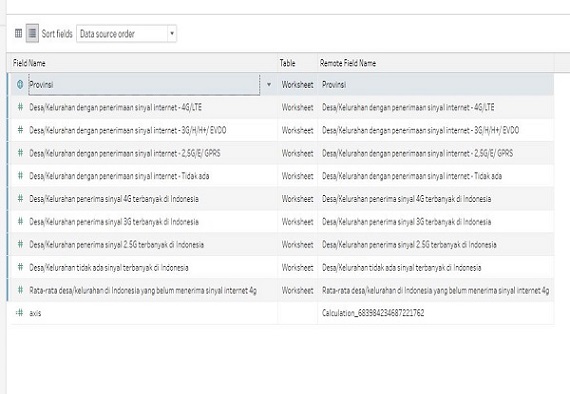 Sort fields Data source order
Field Name Table Remote Field Name
Provinsi Worksheet Provinsi
# Desa/Kelurahan dengan penerimaan sinyal internet - 4G/LTE Worksheet Desa/Kelurahan dengan penerimaan sinyal internet - 4G/LTE
# Desa/Kelurahan dengan penerimaan sinyal internet - 3G/H/H+/ EVDO Worksheet Desa/Kelurahan dengan penerimaan sinyal internet - 3G/H/H+/ EVDO
# Desa/Kelurahan dengan penerimaan sinyal internet - 2,5G/E/ GPRS Worksheet Desa/Kelurahan dengan penerimaan sinyal internet - 2,5G/E/ GPRS
# Desa/Kelurahan dengan penerimaan sinyal internet - Tidak ada Worksheet Desa/Kelurahan dengan penerimaan sinyal internet - Tidak ada
# Desa/Kelurahan penerima sinyal 4G terbanyak di Indonesia Worksheet Desa/Kelurahan penerima sinyal 4G terbanyak di Indonesia
# Desa/Kelurahan penerima sinyal 3G terbanyak di Indonesia Worksheet Desa/Kelurahan penerima sinyal 3G terbanyak di Indonesia
# Desa/Kelurahan penerima sinyal 2.5G terbanyak di Indonesia Worksheet Desa/Kelurahan penerima sinyal 2.5G terbanyak di Indonesia
# Desa/Kelurahan tidak ada sinyal terbanyak di Indonesia Worksheet Desa/Kelurahan tidak ada sinyal terbanyak di Indonesia
# Rata-rata desa/kelurahan di Indonesia yang belum menerima sinyal internet 4g Worksheet Rata-rata desa/kelurahan di Indonesia yang belum menerima sinyal internet 4g
=# axis Calculation_683984234687221762